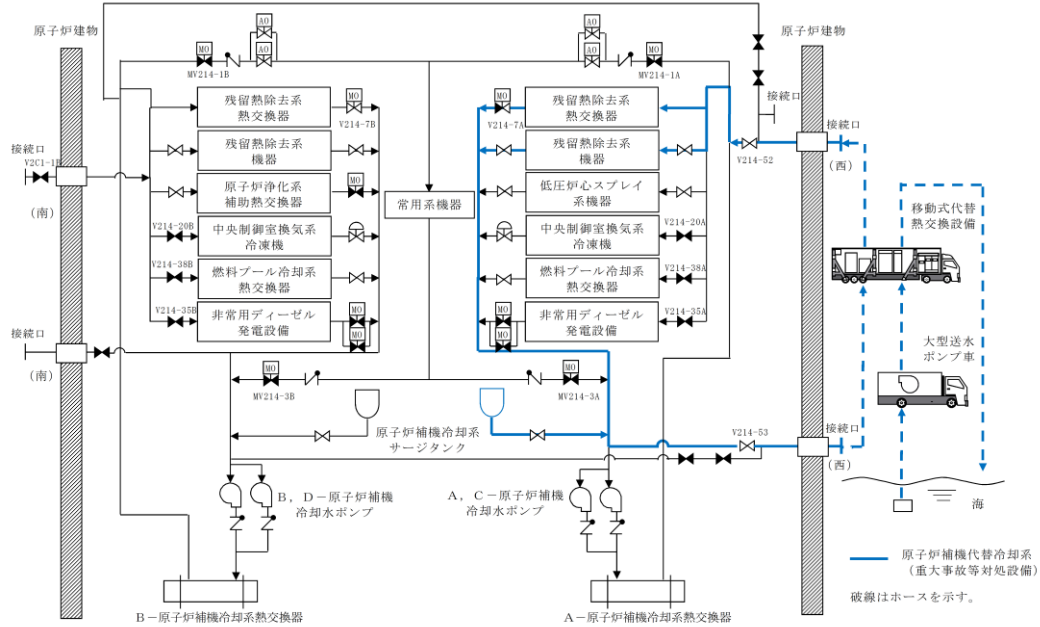 原子炉建物
原子炉建物
AO
AO
AO
AO
MO
MO
MV214-1B
MV214-1A
残留熱除去系
熱交換器
MO
V214-7B
残留熱除去系
機器
原子炉浄化系
補助熱交換器
MO
V214-20B
中央制御室換気系
冷凍機
V214-38B
燃料プール冷却系
熱交換器
V214-35B
非常用ディーゼル
発電設備
MO
MO
常用系機器
MO
V214-7A
残留熱除去系
熱交換器
残留熱除去系
機器
低圧炉心スプレイ
系機器
中央制御室換気系
冷凍機
V214-20A
燃料プール冷却系
熱交換器
V214-38A
MO
MO
非常用ディーゼル
発電設備
V214-35A
接続口
V2C1-1B
(南)
接続口
(南)
接続口
V214-52
接続口
(西)
移動式代替
熱交換設備
大型送水
ポンプ車
MO
MV214-3B
MO
MV214-3A
原子炉補機冷却系
サージタンク
V214-53
接続口
(西)
海
B,D-原子炉補機
冷却水ポンプ
A,C-原子炉補機
冷却水ポンプ
B-原子炉補機冷却系熱交換器
A-原子炉補機冷却系熱交換器
原子炉補機代替冷却系
(重大事故等対処設備)
破線はホースを示す。